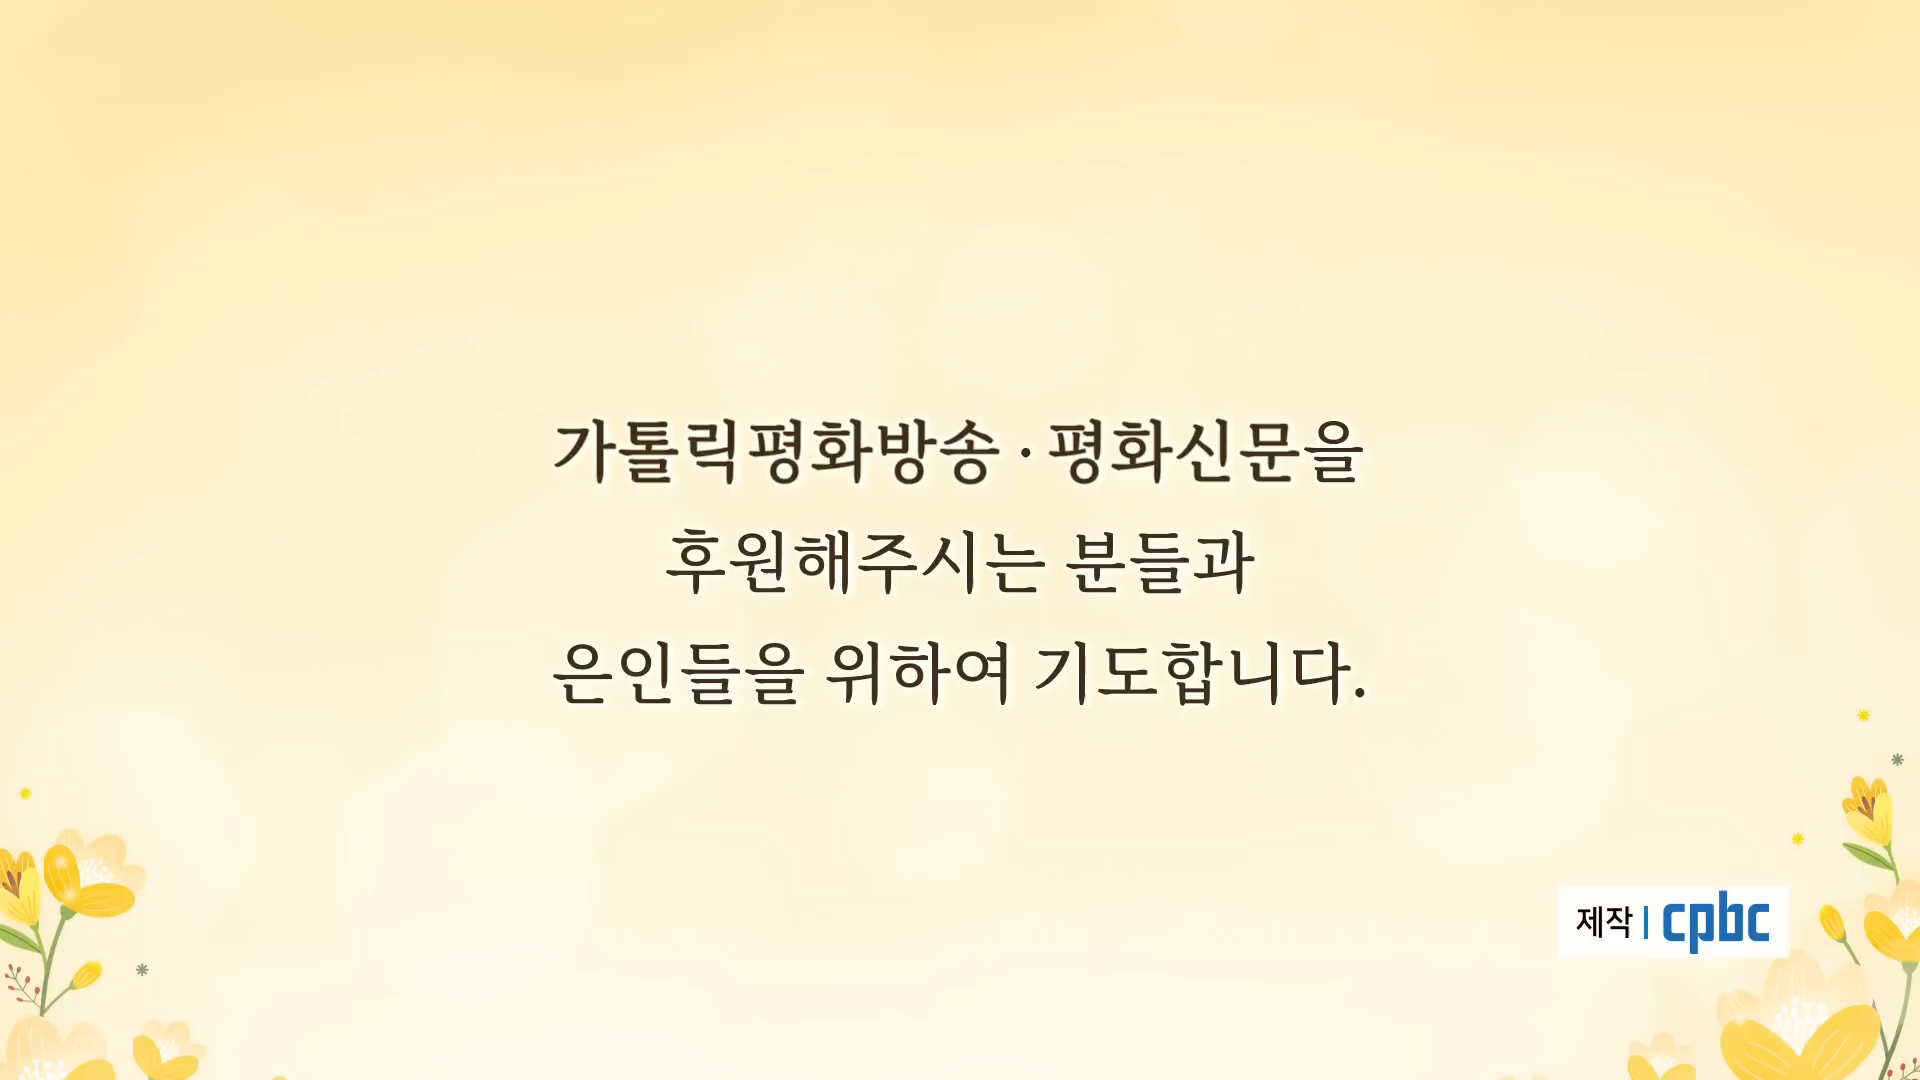 가톨릭평화방송 · 평화신문을
후원해주시는 분들과
은인들을 위하여 기도합니다.
제작 | cpbc